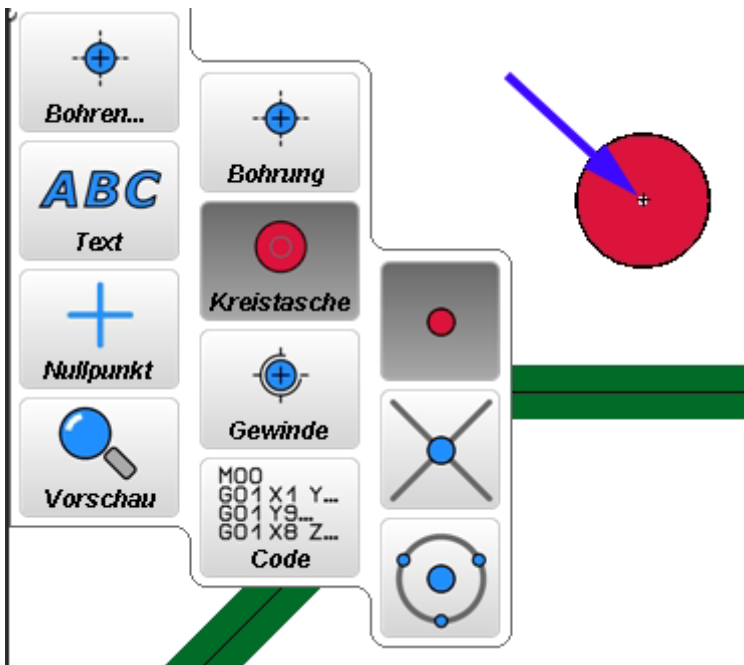 Bohren...
ABC
Text
Nullpunkt
Vorschau
Bohrung
Kreistasche
Gewinde
M00
G01 X1 Y...
G01 Y9...
G01 X8 Z...
Code